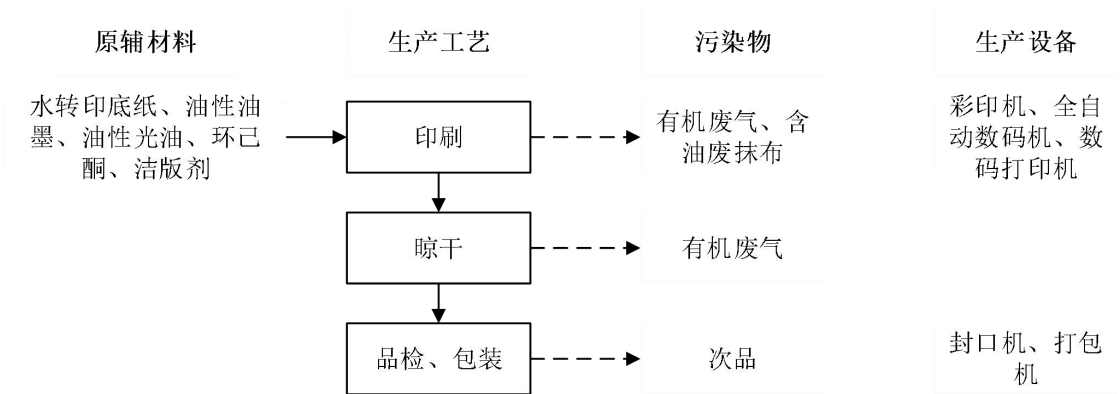 原辅材料
生产工艺
污染物
生产设备
水转印底纸、油性油
墨、油性光油、环己
酮、洁版剂
印刷
有机废气、含
油废抹布
彩印机、全自
动数码机、数
码打印机
晾干
有机废气
品检、包装
次品
封口机、打包
机